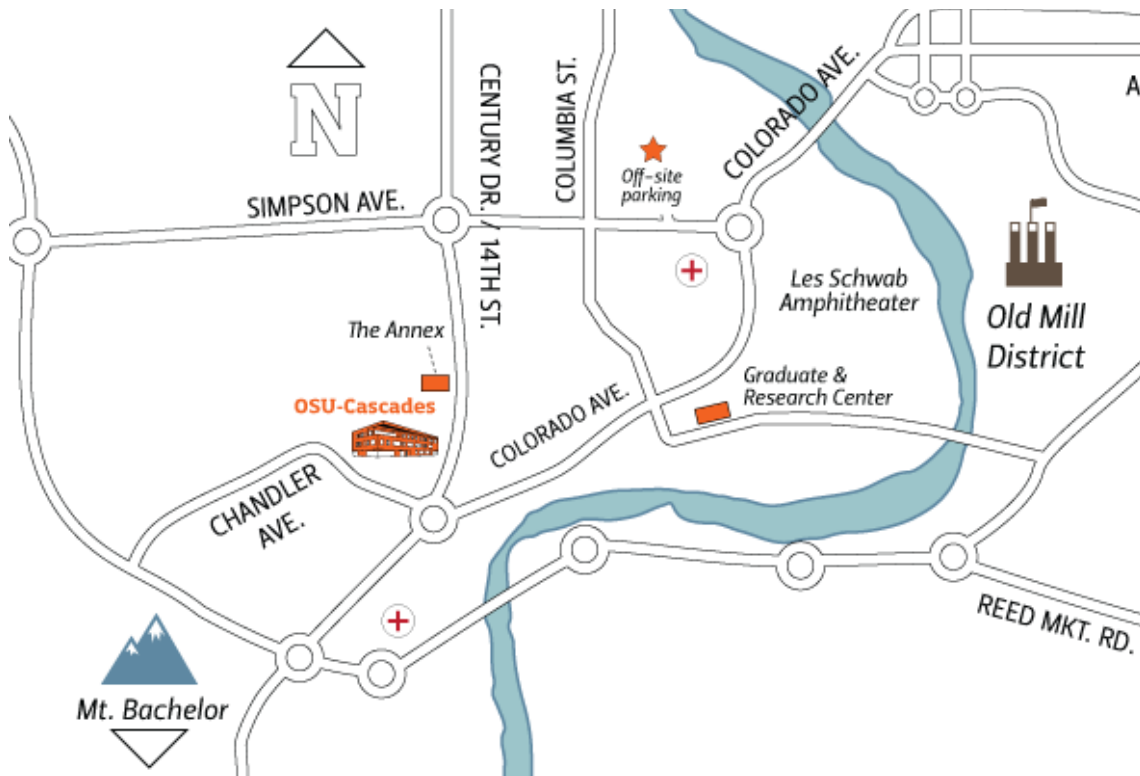 N
CENTURY DR. / 14TH ST.
COLUMBIA ST.
COLORADO AVE.
A
Off-site
parking
SIMPSON AVE.
Les Schwab
Amphitheater
Old Mill
District
The Annex
OSU-Cascades
Graduate &
Research Center
COLORADO AVE.
CHANDLER
AVE.
REED MKT. RD.
Mt. Bachelor